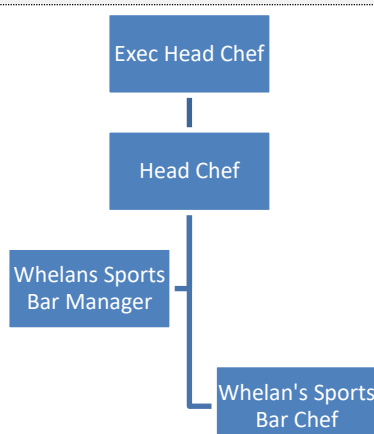 Exec Head Chef
Head Chef
Whelans Sports
Bar Manager
Whelan's Sports
Bar Chef